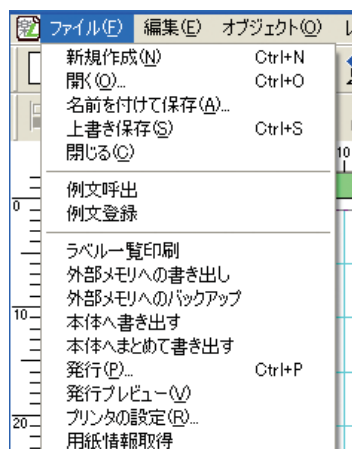 ファイル(F) 編集(E) オブジェクト(O)
新規作成(N) Ctrl+N
開く(O)... Ctrl+O
名前を付けて保存(A)...
上書き保存(S) Ctrl+S
閉じる(C)
10
例文呼出
0
例文登録
ラベル一覧印刷
外部メモリへの書き出し
外部メモリへのバックアップ
10
本体へ書き出す
本体へまとめて書き出す
発行(P)... Ctrl+P
発行プレビュー(V)
20
プリンタの設定(R)...
用紙情報取得